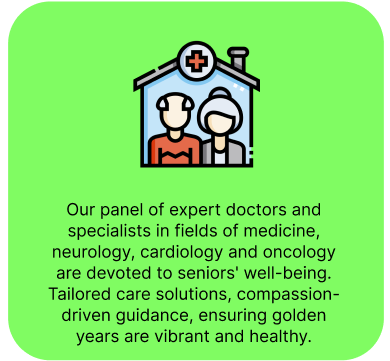 Our panel of expert doctors and
specialists in fields of medicine,
neurology, cardiology and oncology
are devoted to seniors' well-being.
Tailored care solutions, compassion-
driven guidance, ensuring golden
years are vibrant and healthy.